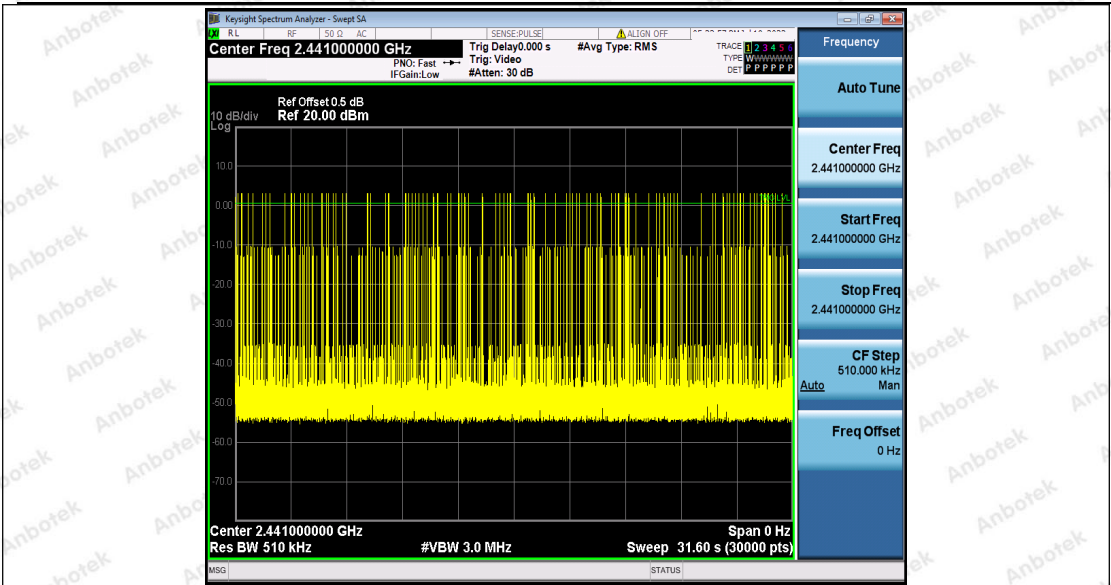 Keysight Spectrum Analyzer - Swept SA
LXI RL RF 50 Ω AC SENSE:PULSE ALIGN OFF
Center Freq 2.441000000 GHz
PNO: Fast
IFGain:Low
Trig Delay0.000 s
Trig: Video
#Atten: 30 dB
#Avg Type: RMS
TRACE 1 2 3 4 5 6
TYPE WWWWWW
DET P P P P P P
Ref Offset 0.5 dB
10 dB/div Ref 20.00 dBm
Log
10.0
0.00
-10.0
-20.0
-30.0
-40.0
-50.0
-60.0
-70.0
Center 2.441000000 GHz
Span 0 Hz
Res BW 510 kHz
#VBW 3.0 MHz
Sweep 31.60 s (30000 pts)
MSG
STATUS
Frequency
Auto Tune
Center Freq
2.441000000 GHz
Start Freq
2.441000000 GHz
Stop Freq
2.441000000 GHz
CF Step
510.000 kHz
Auto Man
Freq Offset
0 Hz
Anbotek